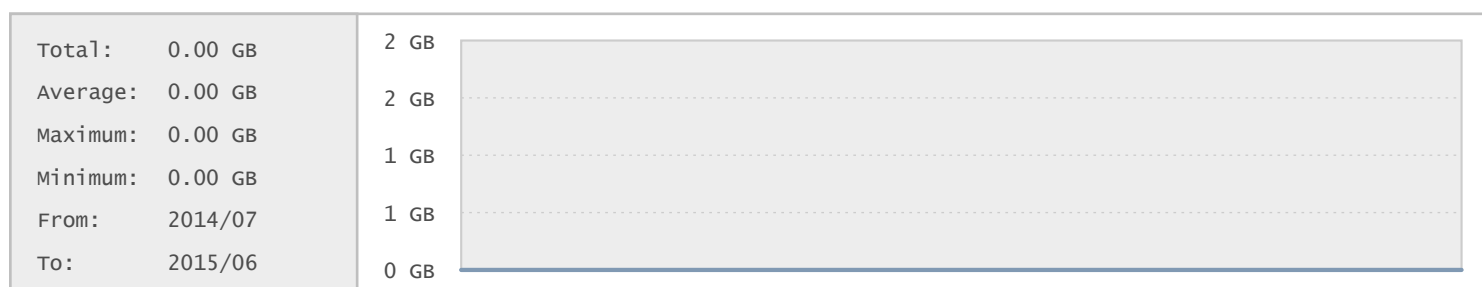 Total: 0.00 GB
Average: 0.00 GB
Maximum: 0.00 GB
Minimum: 0.00 GB
From: 2014/07
To: 2015/06
2 GB
2 GB
1 GB
1 GB
0 GB